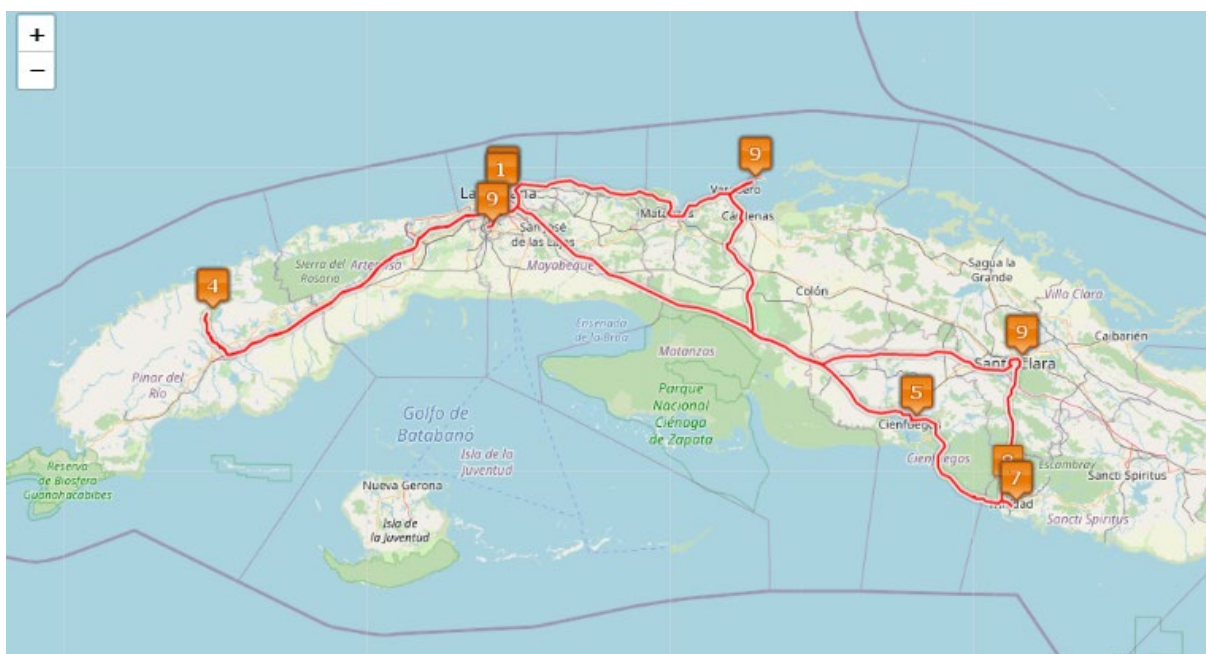 +
−
1
9
9
4
Matanzas
Cárdenas
San José
de las Lajas
Artemisa
Mayabeque
Sierra del
Rosario
Sagua la
Grande
Colón
Villa Clara
Ensenada
de la Broa
Caibarién
9
Santa Clara
Matanzas
Pinar del
Río
Parque
Nacional
Ciénaga
de Zapata
5
Cienfuegos
Golfo de
Batabanó
Isla de la
Juventud
Cienfuegos
7
Escambray
Sancti Spíritus
Reserva
de Biosfera
Guanahacabibes
Nueva Gerona
Isla de
la Juventud
Sancti Spíritus